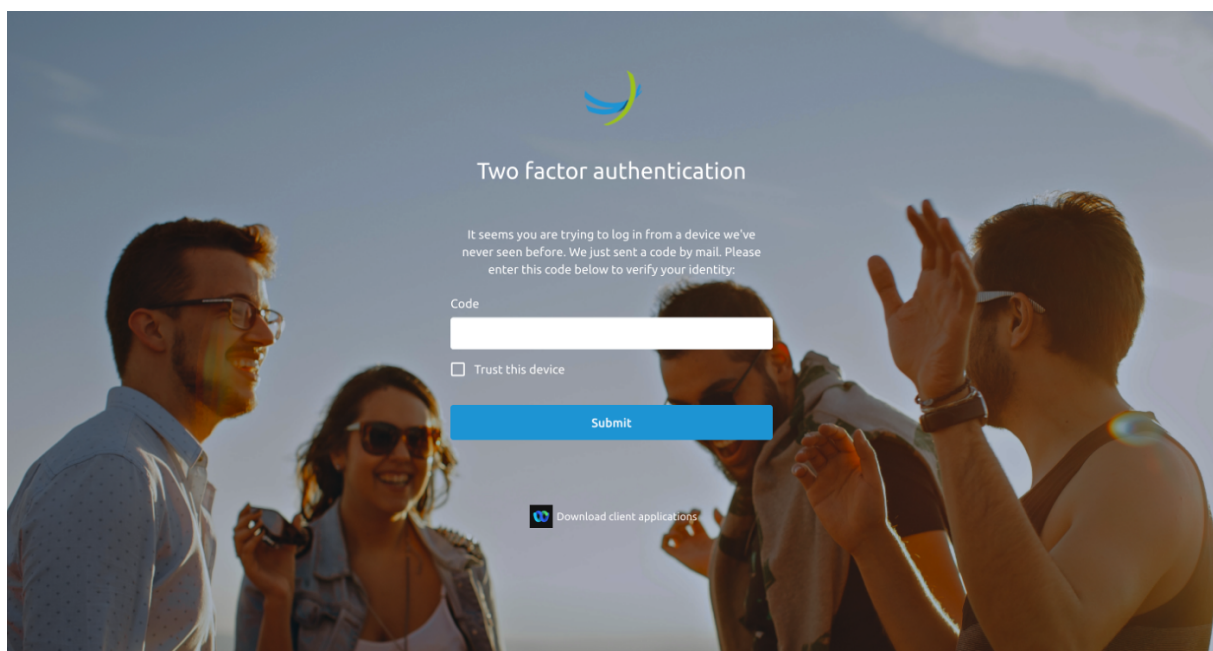 Two factor authentication
It seems you are trying to log in from a device we've
never seen before. We just sent a code by mail. Please
enter this code below to verify your identity:
Code
Trust this device
Submit
Download client applications